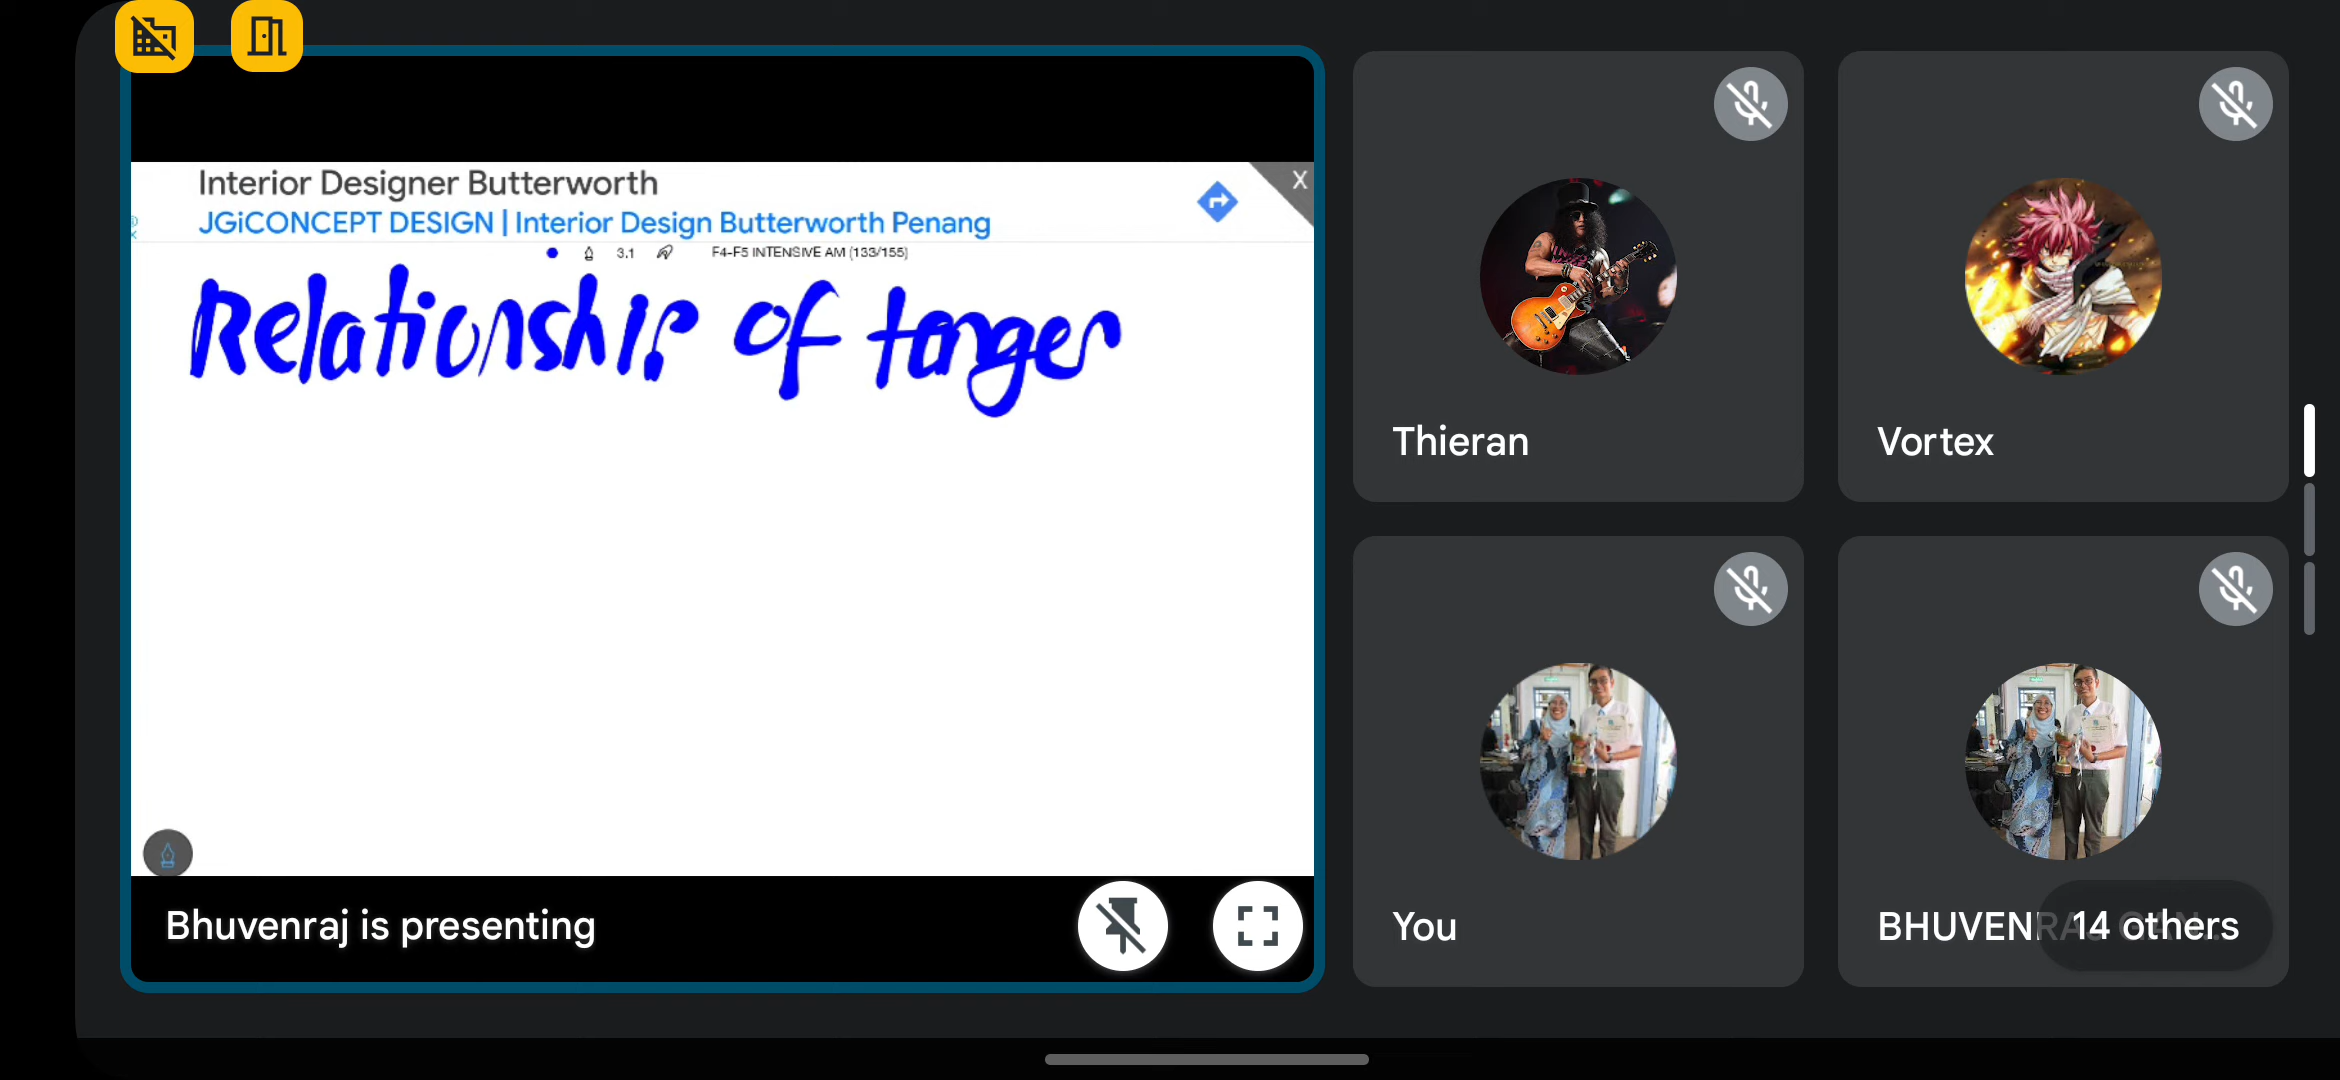 Interior Designer Butterworth
JGiCONCEPT DESIGN | Interior Design Butterworth Penang
X
3.1 F4-F5 INTENSIVE AM (133/155)
Relationship of tanger
Bhuvenraj is presenting
Thieran
Vortex
You
BHUVENRAJ
14 others